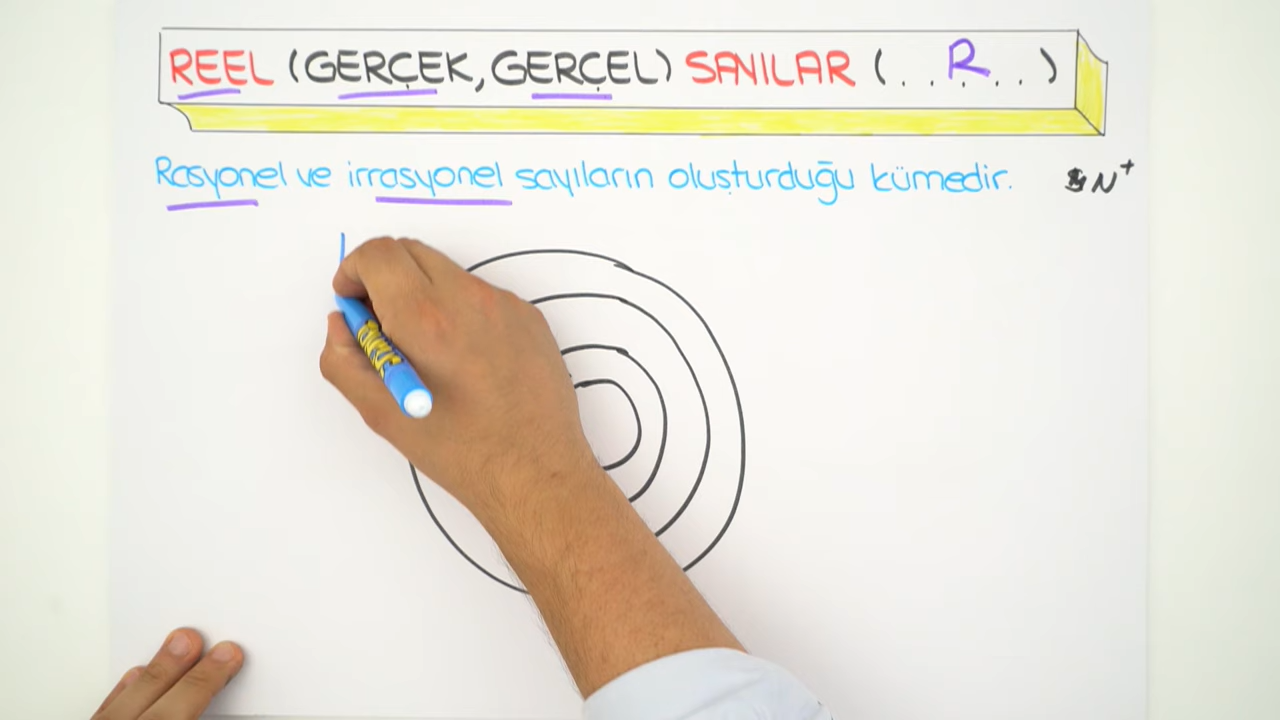 REEL (GERÇEK, GERÇEL) SAYILAR (. . R . . )
Rasyonel ve irrasyonel sayıların oluşturduğu kümedir.
N⁺